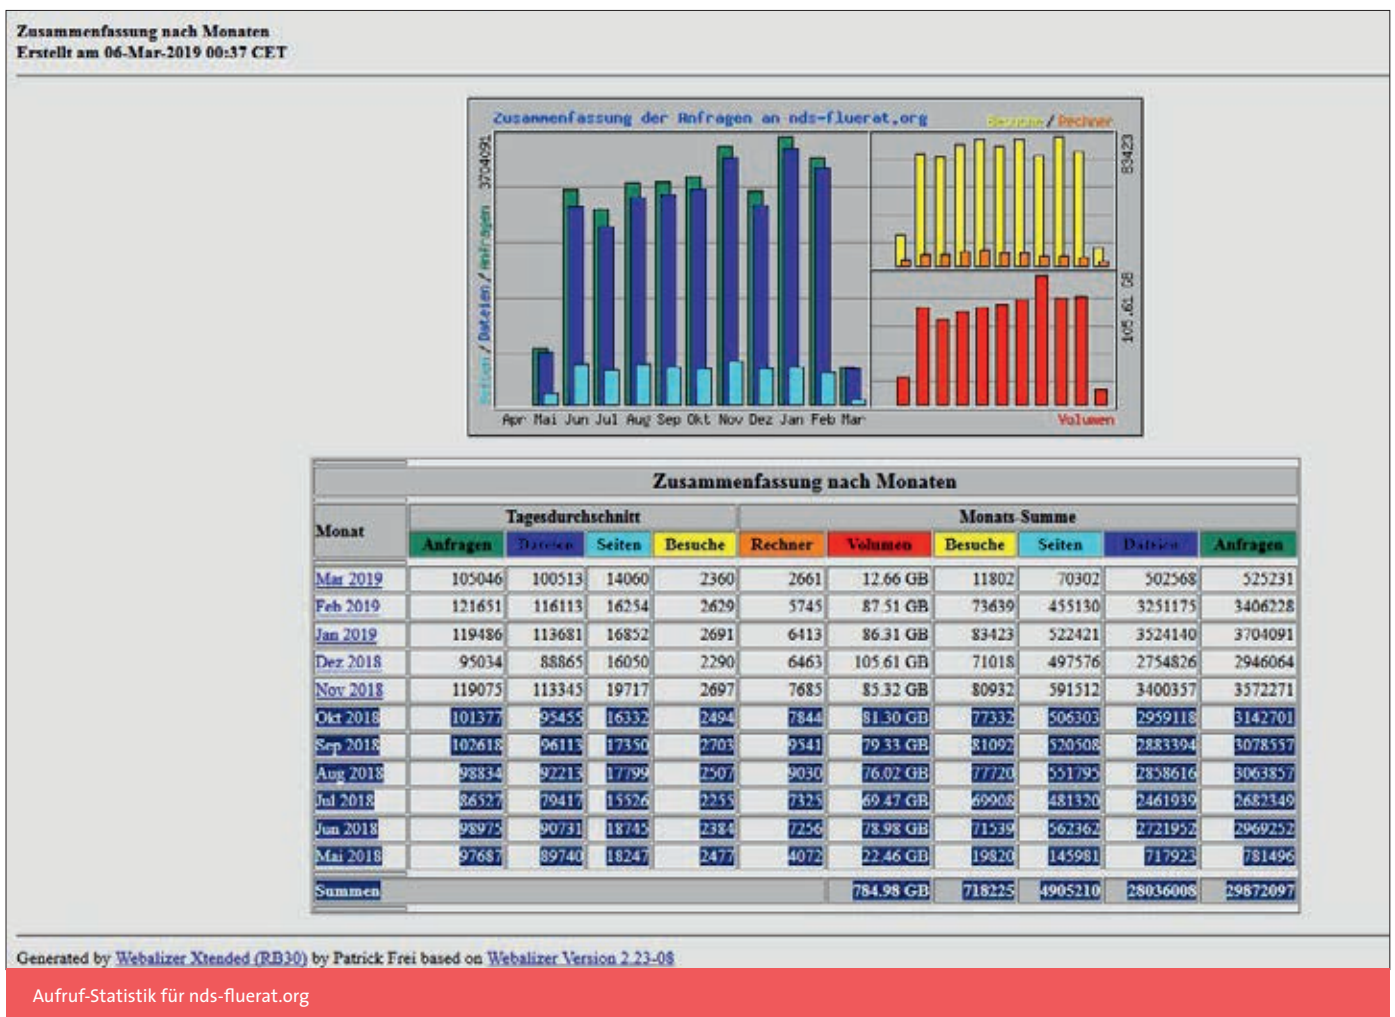 Zusammenfassung nach Monaten
Erstellt am 06-Mar-2019 00:37 CET
Zusammenfassung der Anfragen an nds-fluerat.org
Besuche / Rechner
3704091
83423
Seiten / Dateien / Anfragen
105.61 GB
Apr Mai Jun Jul Aug Sep Okt Nov Dez Jan Feb Mar
Volumen
Zusammenfassung nach Monaten
Monat Tagesdurchschnitt Monats-Summe
Anfragen Dateien Seiten Besuche Rechner Volumen Besuche Seiten Dateien Anfragen
Mar 2019 105046 100513 14060 2360 2661 12.66 GB 11802 70302 502568 525231
Feb 2019 121651 116113 16254 2629 5745 87.51 GB 73639 455130 3251175 3406228
Jan 2019 119486 113681 16852 2691 6413 86.31 GB 83423 522421 3524140 3704091
Dez 2018 95034 88865 16050 2290 6463 105.61 GB 71018 497576 2754826 2946064
Nov 2018 119075 113345 19717 2697 7685 85.32 GB 80932 591512 3400357 3572271
Okt 2018 101377 95455 16332 2494 7844 81.30 GB 77332 506303 2959118 3142701
Sep 2018 102618 96113 17350 2703 9541 79.33 GB 81092 520508 2883394 3078557
Aug 2018 98834 92213 17799 2507 9030 76.02 GB 77720 551795 2858616 3063857
Jul 2018 86527 79417 15526 2255 7325 69.47 GB 69908 481320 2461939 2682349
Jun 2018 98975 90731 18745 2384 7256 78.98 GB 71539 562362 2721952 2969252
Mai 2018 97687 89740 18247 2477 4072 22.46 GB 19820 145981 717923 781496
Summen 784.98 GB 718225 4905210 28036008 29872097
Generated by Webalizer Xtended (RB30) by Patrick Frei based on Webalizer Version 2.23-08
Aufruf-Statistik für nds-fluerat.org